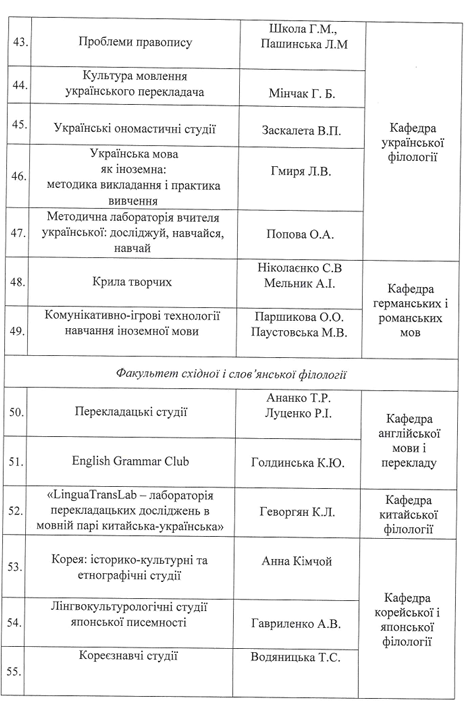 43. Проблеми правопису Школа Г.М.,
Пашинська Л.М
Кафедра
української
філології
44. Культура мовлення
українського перекладача Мінчак Г. Б.
45. Українські ономастичні студії Заскалета В.П.
46. Українська мова
як іноземна:
методика викладання і практика
вивчення Гмиря Л.В.
47. Методична лабораторія вчителя
української: досліджуй, навчайся,
навчай Попова О.А.
48. Крила творчих Ніколаєнко С.В
Мельник А.І.
Кафедра
германських і
романських
мов
49. Комунікативно-ігрові технології
навчання іноземної мови Паршикова О.О.
Паустовська М.В.
Факультет східної і слов’янської філології
50. Перекладацькі студії Ананко Т.Р.
Луценко Р.І.
Кафедра
англійської
мови і
перекладу
51. English Grammar Club Голдинська К.Ю.
52. «LinguaTransLab – лабораторія
перекладацьких досліджень в
мовній парі китайська-українська» Геворгян К.Л.
Кафедра
китайської
філології
53. Корея: історико-культурні та
етнографічні студії Анна Кімчой
Кафедра
корейської і
японської
філології
54. Лінгвокультурологічні студії
японської писемності Гавриленко А.В.
55. Кореєзнавчі студії Водяницька Т.С.